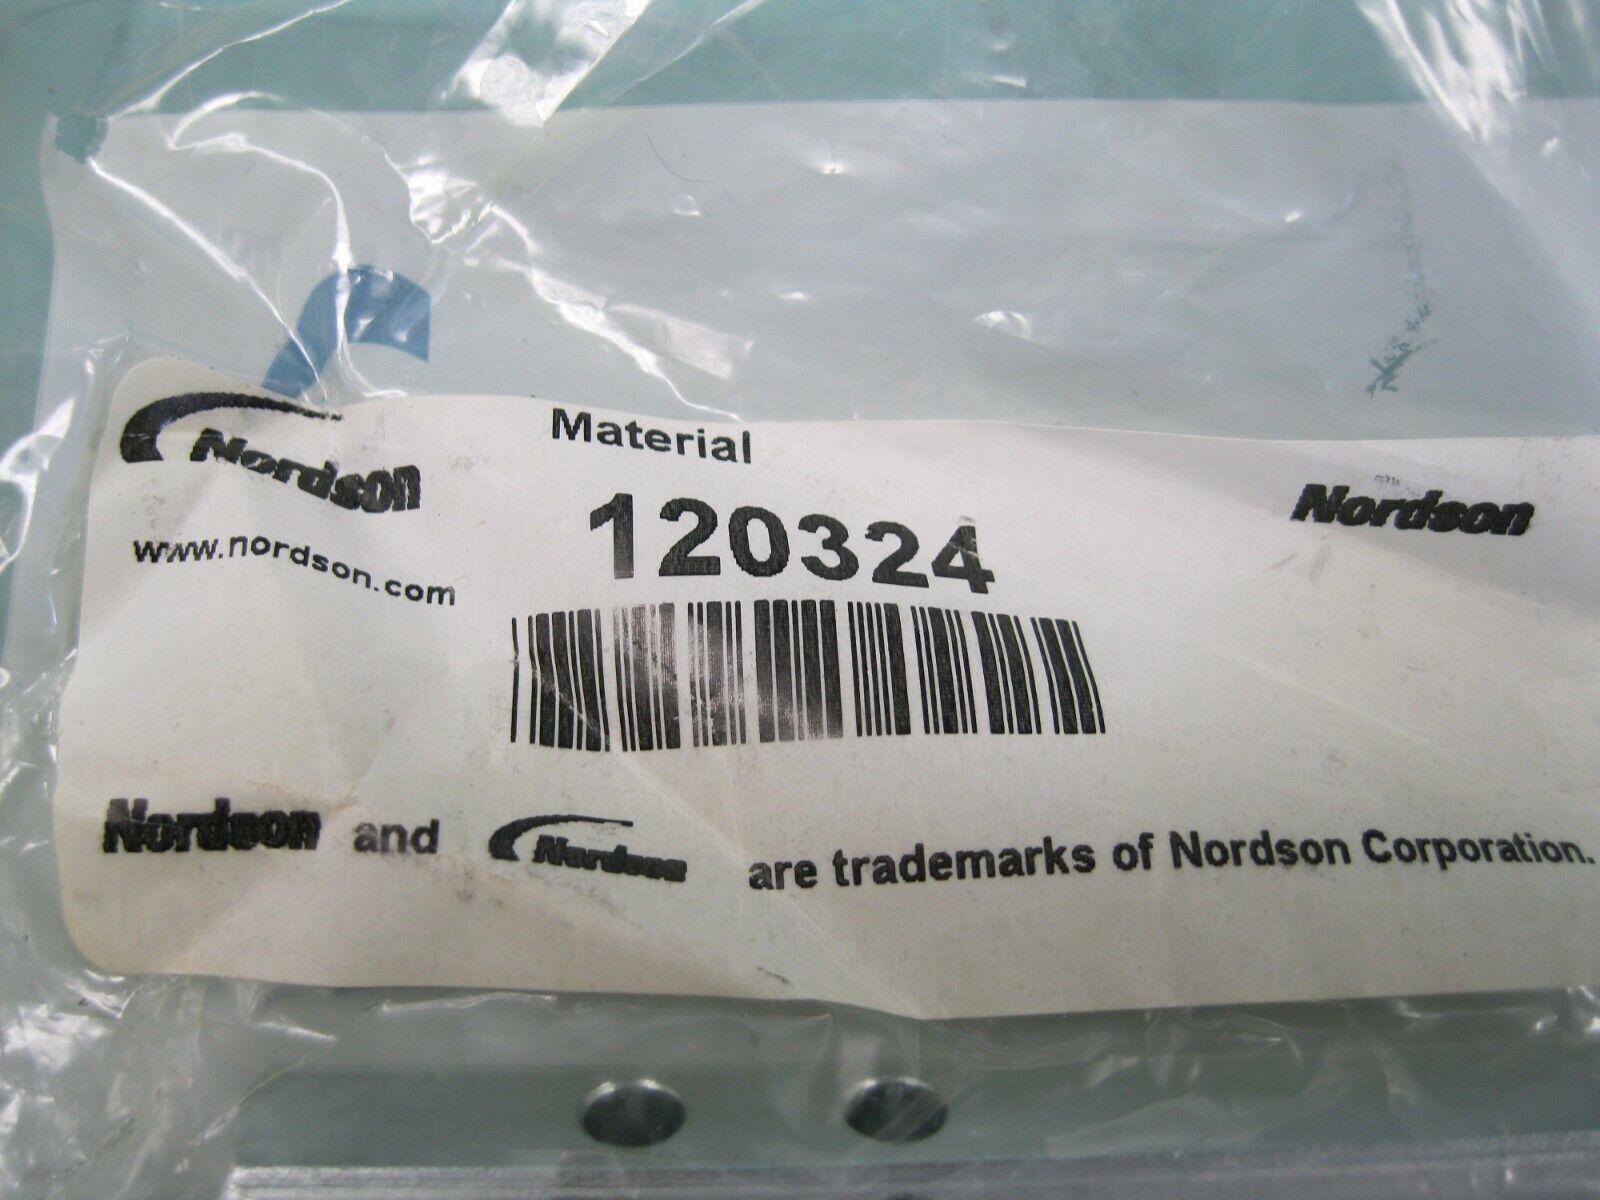 Nordson
www.nordson.com
Material
120324
Nordson
Nordson and Nordson are trademarks of Nordson Corporation.